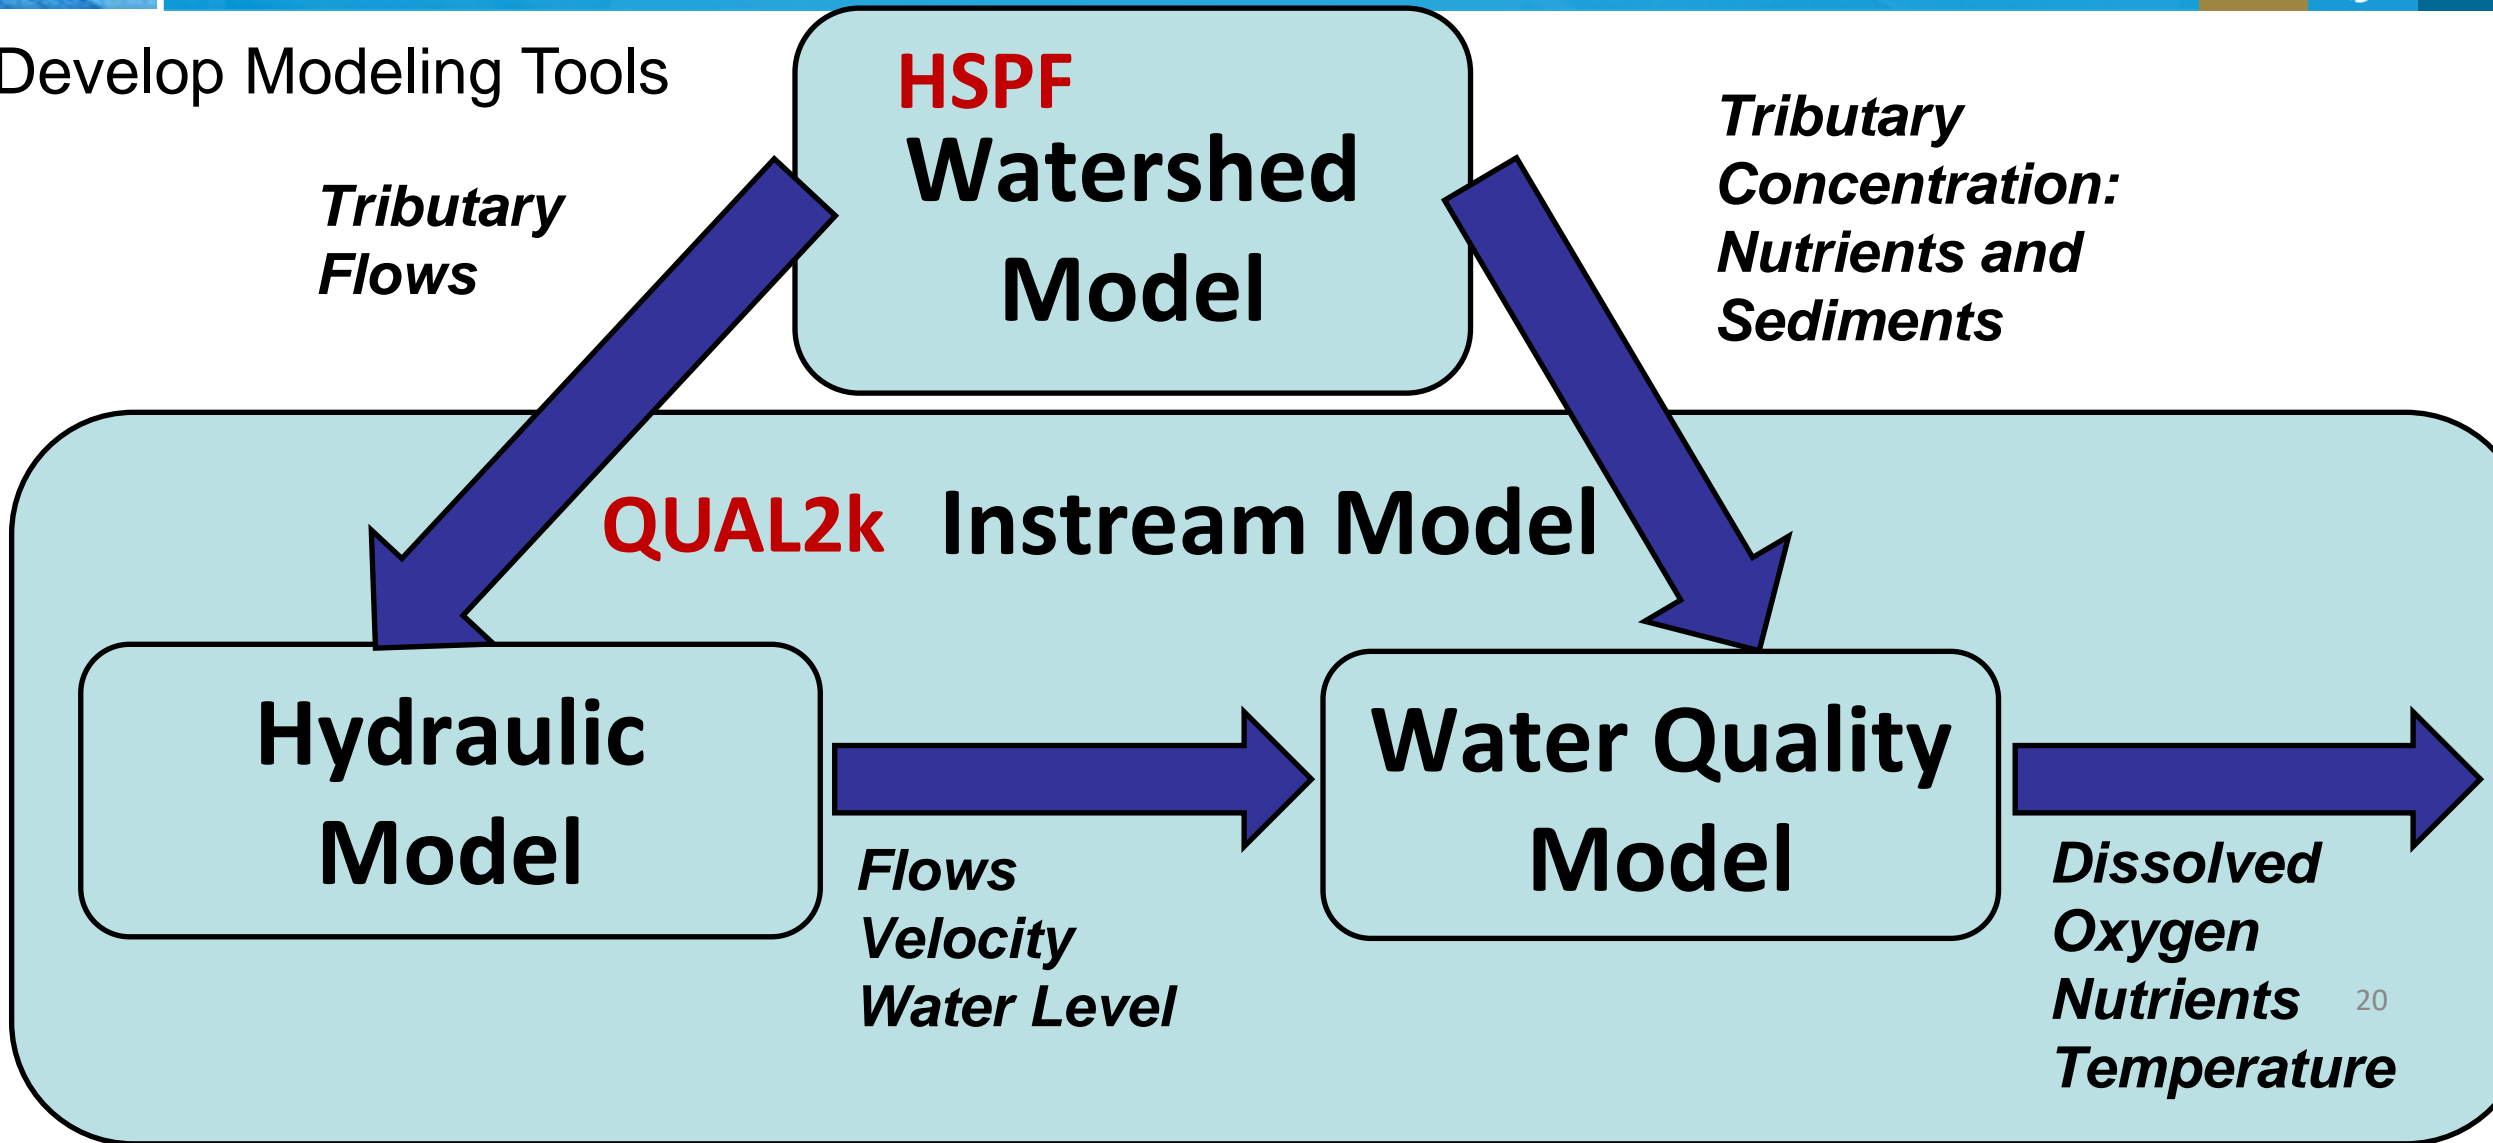 Develop Modeling Tools
HSPF
Watershed
Model
Tributary
Flows
Tributary
Concentration:
Nutrients and
Sediments
QUAL2k Instream Model
Hydraulic
Model
Flows
Velocity
Water Level
Water Quality
Model
Dissolved
Oxygen
Nutrients
Temperature
20